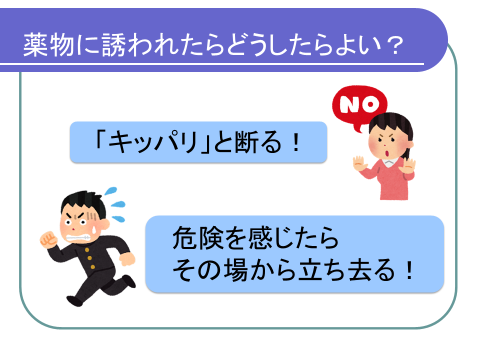 薬物に誘われたらどうしたらよい？
NO
「キッパリ」と断る！
危険を感じたら
その場から立ち去る！